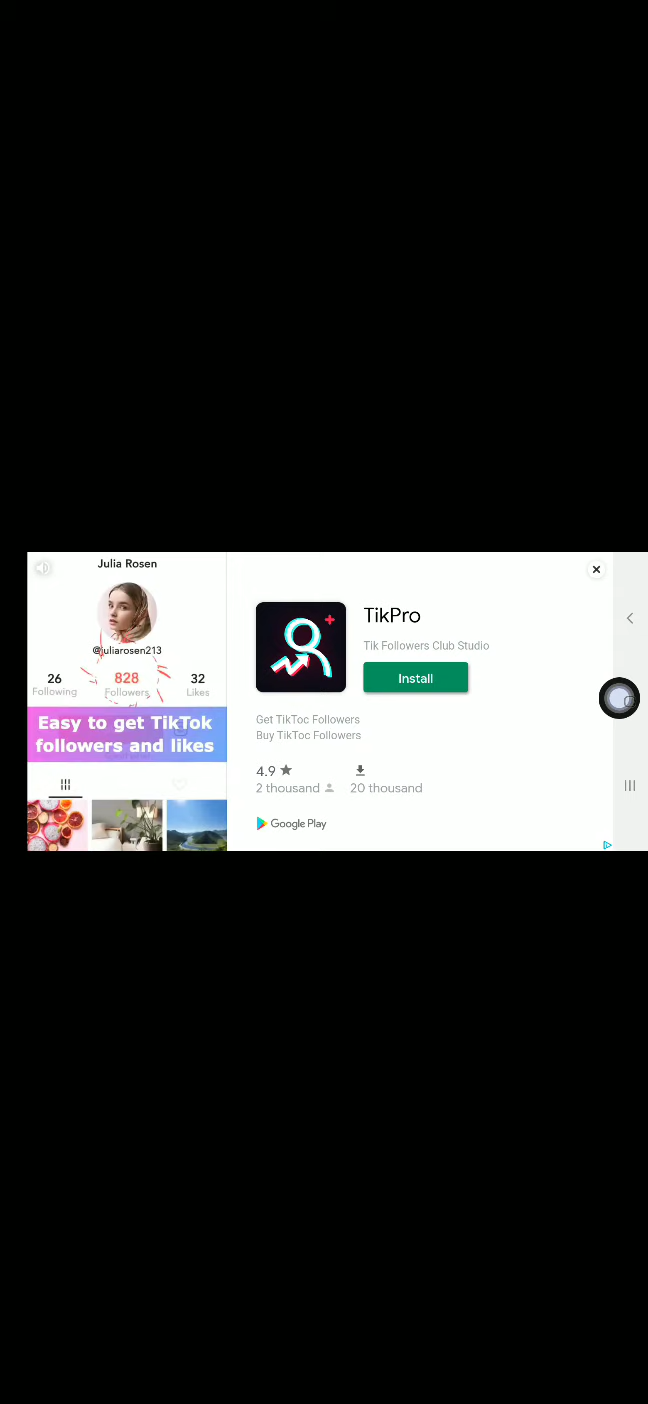 Julia Rosen
@juliarosen213
26
Following
828
Followers
32
Likes
Easy to get TikTok
followers and likes
TikPro
Tik Followers Club Studio
Install
Get TikToc Followers
Buy TikToc Followers
4.9
2 thousand
20 thousand
Google Play